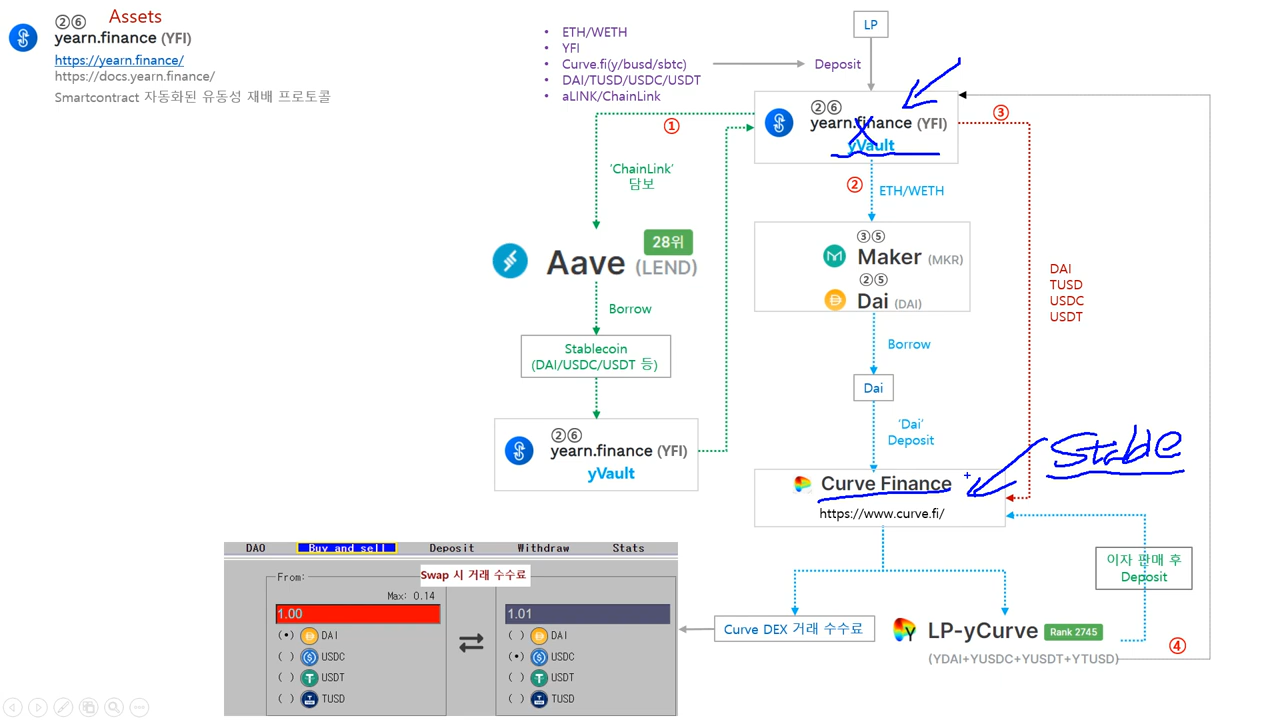 ②⑥ Assets
yearn.finance (YFI)
https://yearn.finance/
https://docs.yearn.finance/
Smartcontract 자동화된 유동성 재배 프로토콜
• ETH/WETH
• YFI
• Curve.fi(y/busd/sbtc)
• DAI/TUSD/USDC/USDT
• aLINK/ChainLink
LP
Deposit
②⑥
yearn.finance (YFI)
yVault
①
②
③
'ChainLink'
담보
ETH/WETH
28위
Aave (LEND)
③⑤
Maker (MKR)
②⑤
Dai (DAI)
DAI
TUSD
USDC
USDT
Borrow
Stablecoin
(DAI/USDC/USDT 등)
Borrow
Dai
'Dai'
Deposit
②⑥
yearn.finance (YFI)
yVault
Stable
Curve Finance
https://www.curve.fi/
이자 판매 후
Deposit
Curve DEX 거래 수수료
LP-yCurve Rank 2745
(YDAI+YUSDC+YUSDT+YTUSD)
④
DAO Buy and sell Deposit Withdraw Stats
Swap 시 거래 수수료
From:
Max: 0.14
1.00 1.01
(•) DAI ( ) DAI
( ) USDC (•) USDC
( ) USDT ( ) USDT
( ) TUSD ( ) TUSD